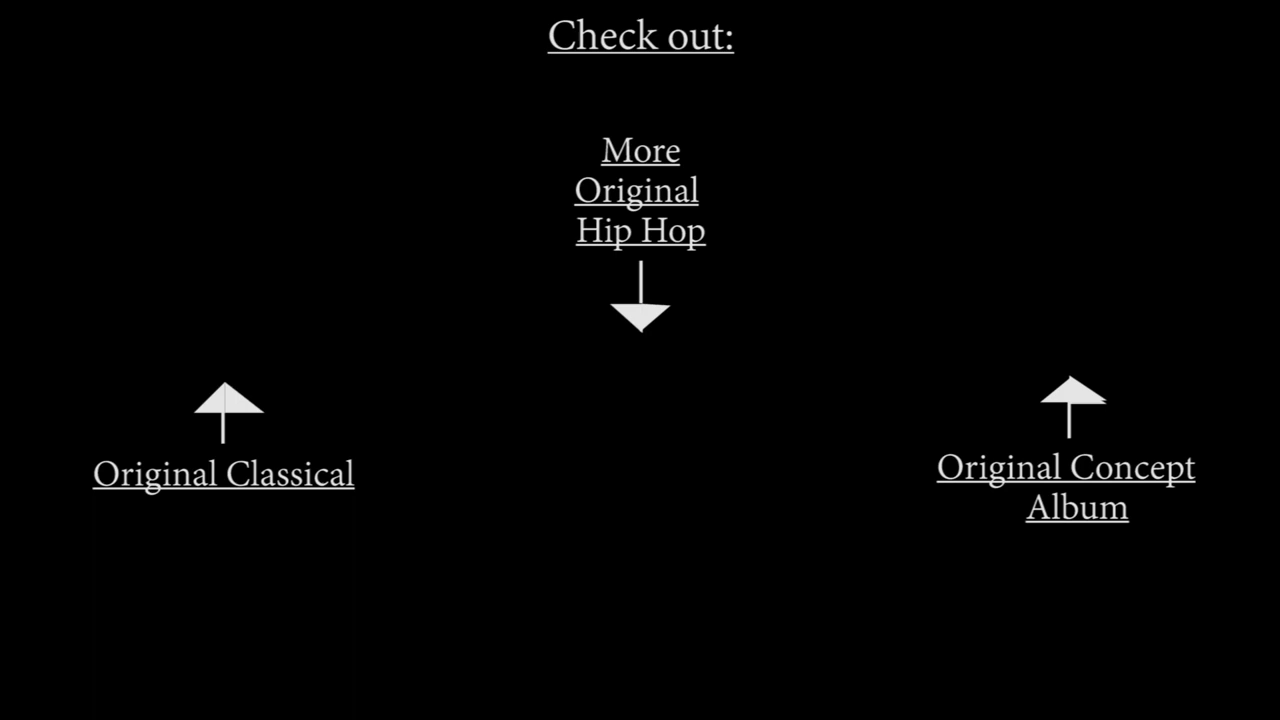 Check out:
More
Original
Hip Hop
Original Classical
Original Concept
Album